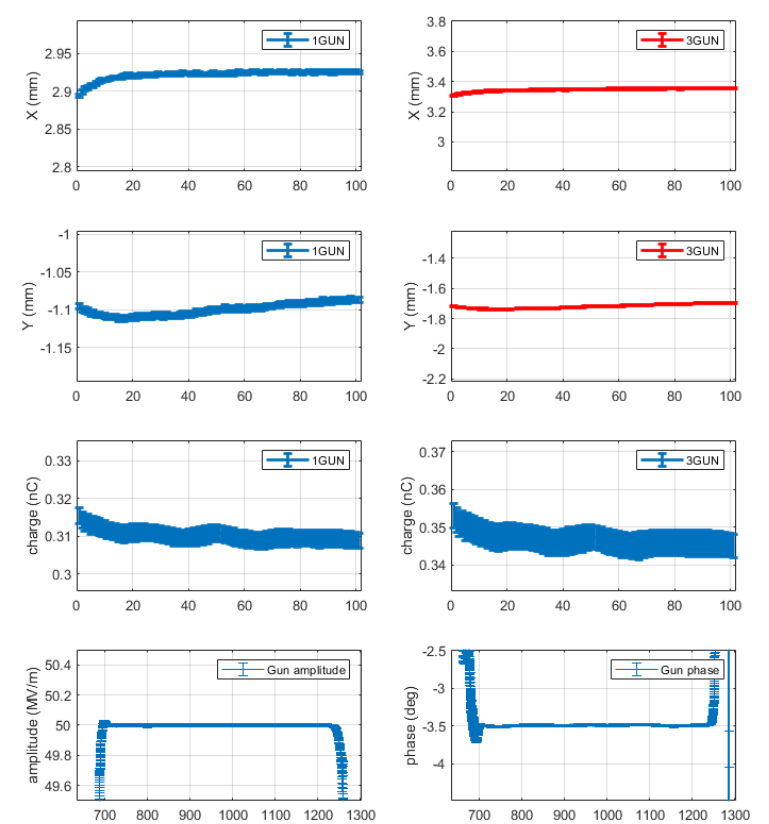 2.95
2.9
2.85
2.8
X (mm)
1GUN
0 20 40 60 80 100
3.8
3.6
3.4
3.2
3
X (mm)
3GUN
0 20 40 60 80 100
-1
-1.05
-1.1
-1.15
Y (mm)
1GUN
0 20 40 60 80 100
-1.4
-1.6
-1.8
-2
-2.2
Y (mm)
3GUN
0 20 40 60 80 100
0.33
0.32
0.31
0.3
charge (nC)
1GUN
0 20 40 60 80 100
0.37
0.36
0.35
0.34
charge (nC)
3GUN
0 20 40 60 80 100
50.4
50.2
50
49.8
49.6
amplitude (MV/m)
Gun amplitude
700 800 900 1000 1100 1200 1300
-2.5
-3
-3.5
-4
phase (deg)
Gun phase
700 800 900 1000 1100 1200 1300